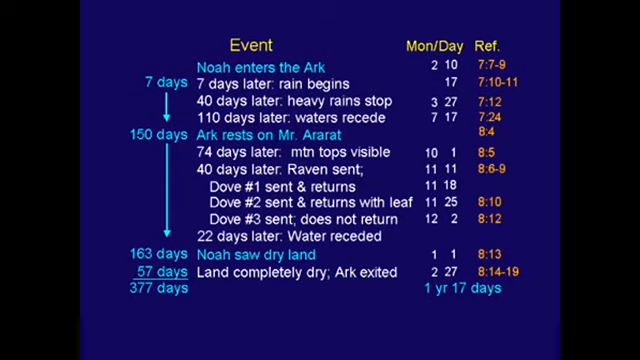 Event Mon/Day Ref.
Noah enters the Ark 2 10 7:7-9
7 days 7 days later: rain begins 17 7:10-11
40 days later: heavy rains stop 3 27 7:12
110 days later: waters recede 7 17 7:24
150 days Ark rests on Mr. Ararat 8:4
74 days later: mtn tops visible 10 1 8:5
40 days later: Raven sent; 11 11 8:6-9
Dove #1 sent & returns 11 18
Dove #2 sent & returns with leaf 11 25 8:10
Dove #3 sent; does not return 12 2 8:12
22 days later: Water receded
163 days Noah saw dry land 1 1 8:13
57 days Land completely dry; Ark exited 2 27 8:14-19
377 days 1 yr 17 days